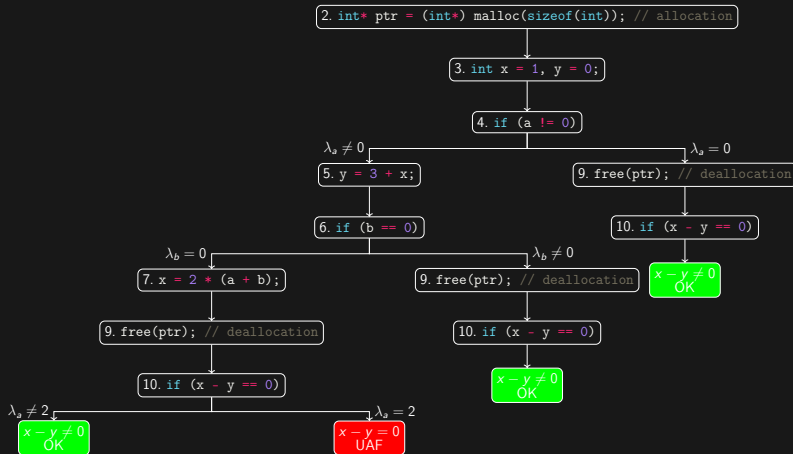 2. int* ptr = (int*) malloc(sizeof(int)); // allocation
3. int x = 1, y = 0;
4. if (a != 0)
λₐ ≠ 0
λₐ = 0
5. y = 3 + x;
9. free(ptr); // deallocation
6. if (b == 0)
10. if (x - y == 0)
λ_b = 0
λ_b ≠ 0
x − y ≠ 0
OK
7. x = 2 * (a + b);
9. free(ptr); // deallocation
9. free(ptr); // deallocation
10. if (x - y == 0)
10. if (x - y == 0)
x − y ≠ 0
OK
λₐ ≠ 2
λₐ = 2
x − y ≠ 0
OK
x − y = 0
UAF